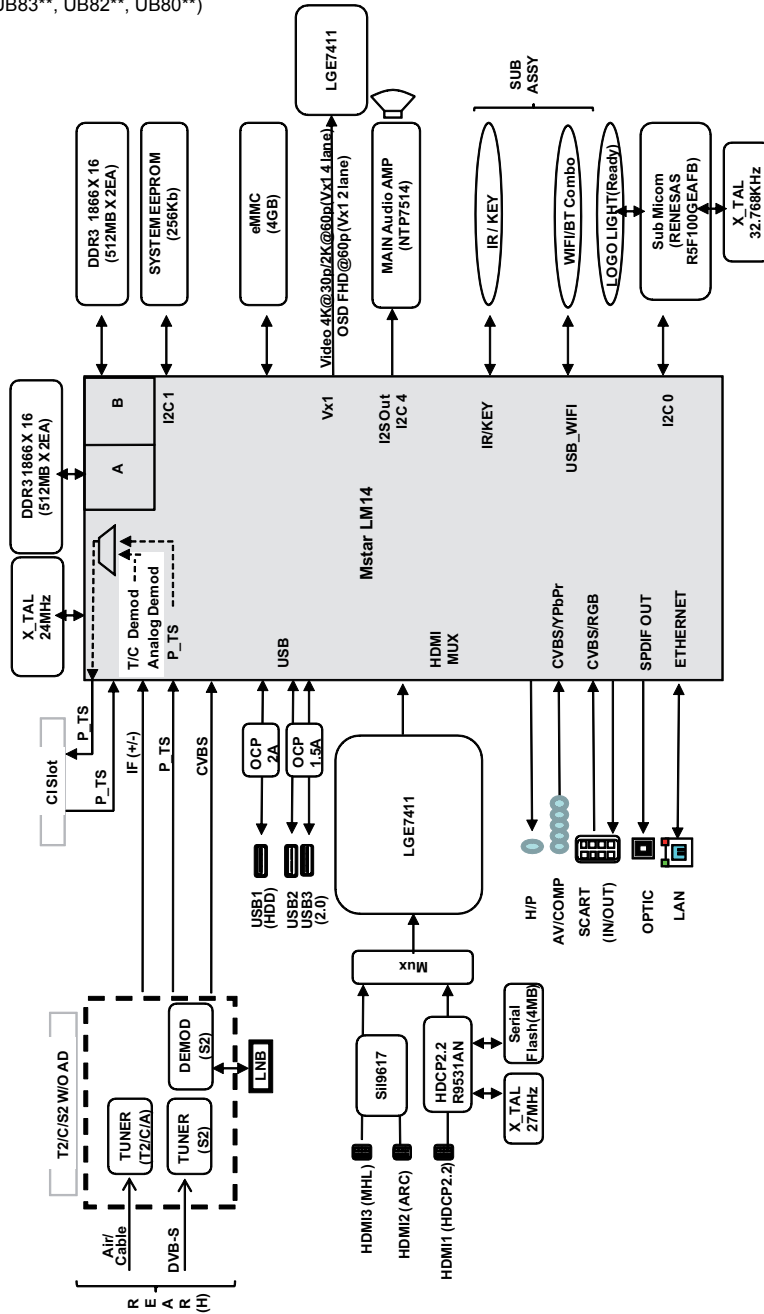 UB83**, UB82**, UB80**)
DDR3 1866 X 16
(512MB X 2EA)
SYSTEM EEPROM
(256Kb)
eMMC
(4GB)
LGE7411
Video 4K@30p/2K@60p(Vx1 4 lane)
OSD FHD@60p(Vx1 2 lane)
MAIN Audio AMP
(NTP7514)
SUB
ASSY
IR / KEY
WIFI/BT Combo
LOGO LIGHT(Ready)
Sub Micom
(RENESAS
R5F100GEAFB)
X_TAL
32.768KHz
DDR3 1866 X 16
(512MB X 2EA)
X_TAL
24MHz
A
B
I2C 1
Vx1
I2S Out
I2C 4
IR/KEY
USB_WIFI
I2C 0
Mstar LM14
T/C Demod
Analog Demod
P_TS
USB
HDMI
MUX
CVBS/YPbPr
CVBS/RGB
SPDIF OUT
ETHERNET
CI Slot
P_TS
P_TS
IF (+/-)
P_TS
CVBS
OCP
2A
OCP
1.5A
USB1
(HDD)
USB2
USB3
(2.0)
LGE7411
H/P
AV/COMP
SCART
(IN/OUT)
OPTIC
LAN
T2/C/S2 W/O AD
TUNER
(T2/C/A)
TUNER
(S2)
DEMOD
(S2)
LNB
Air/
Cable
DVB-S
R
E
A
R
(H)
Mux
SiI9617
HDCP2.2
R9531AN
Serial
Flash(4MB)
X_TAL
27MHz
HDMI3 (MHL)
HDMI2 (ARC)
HDMI1 (HDCP2.2)